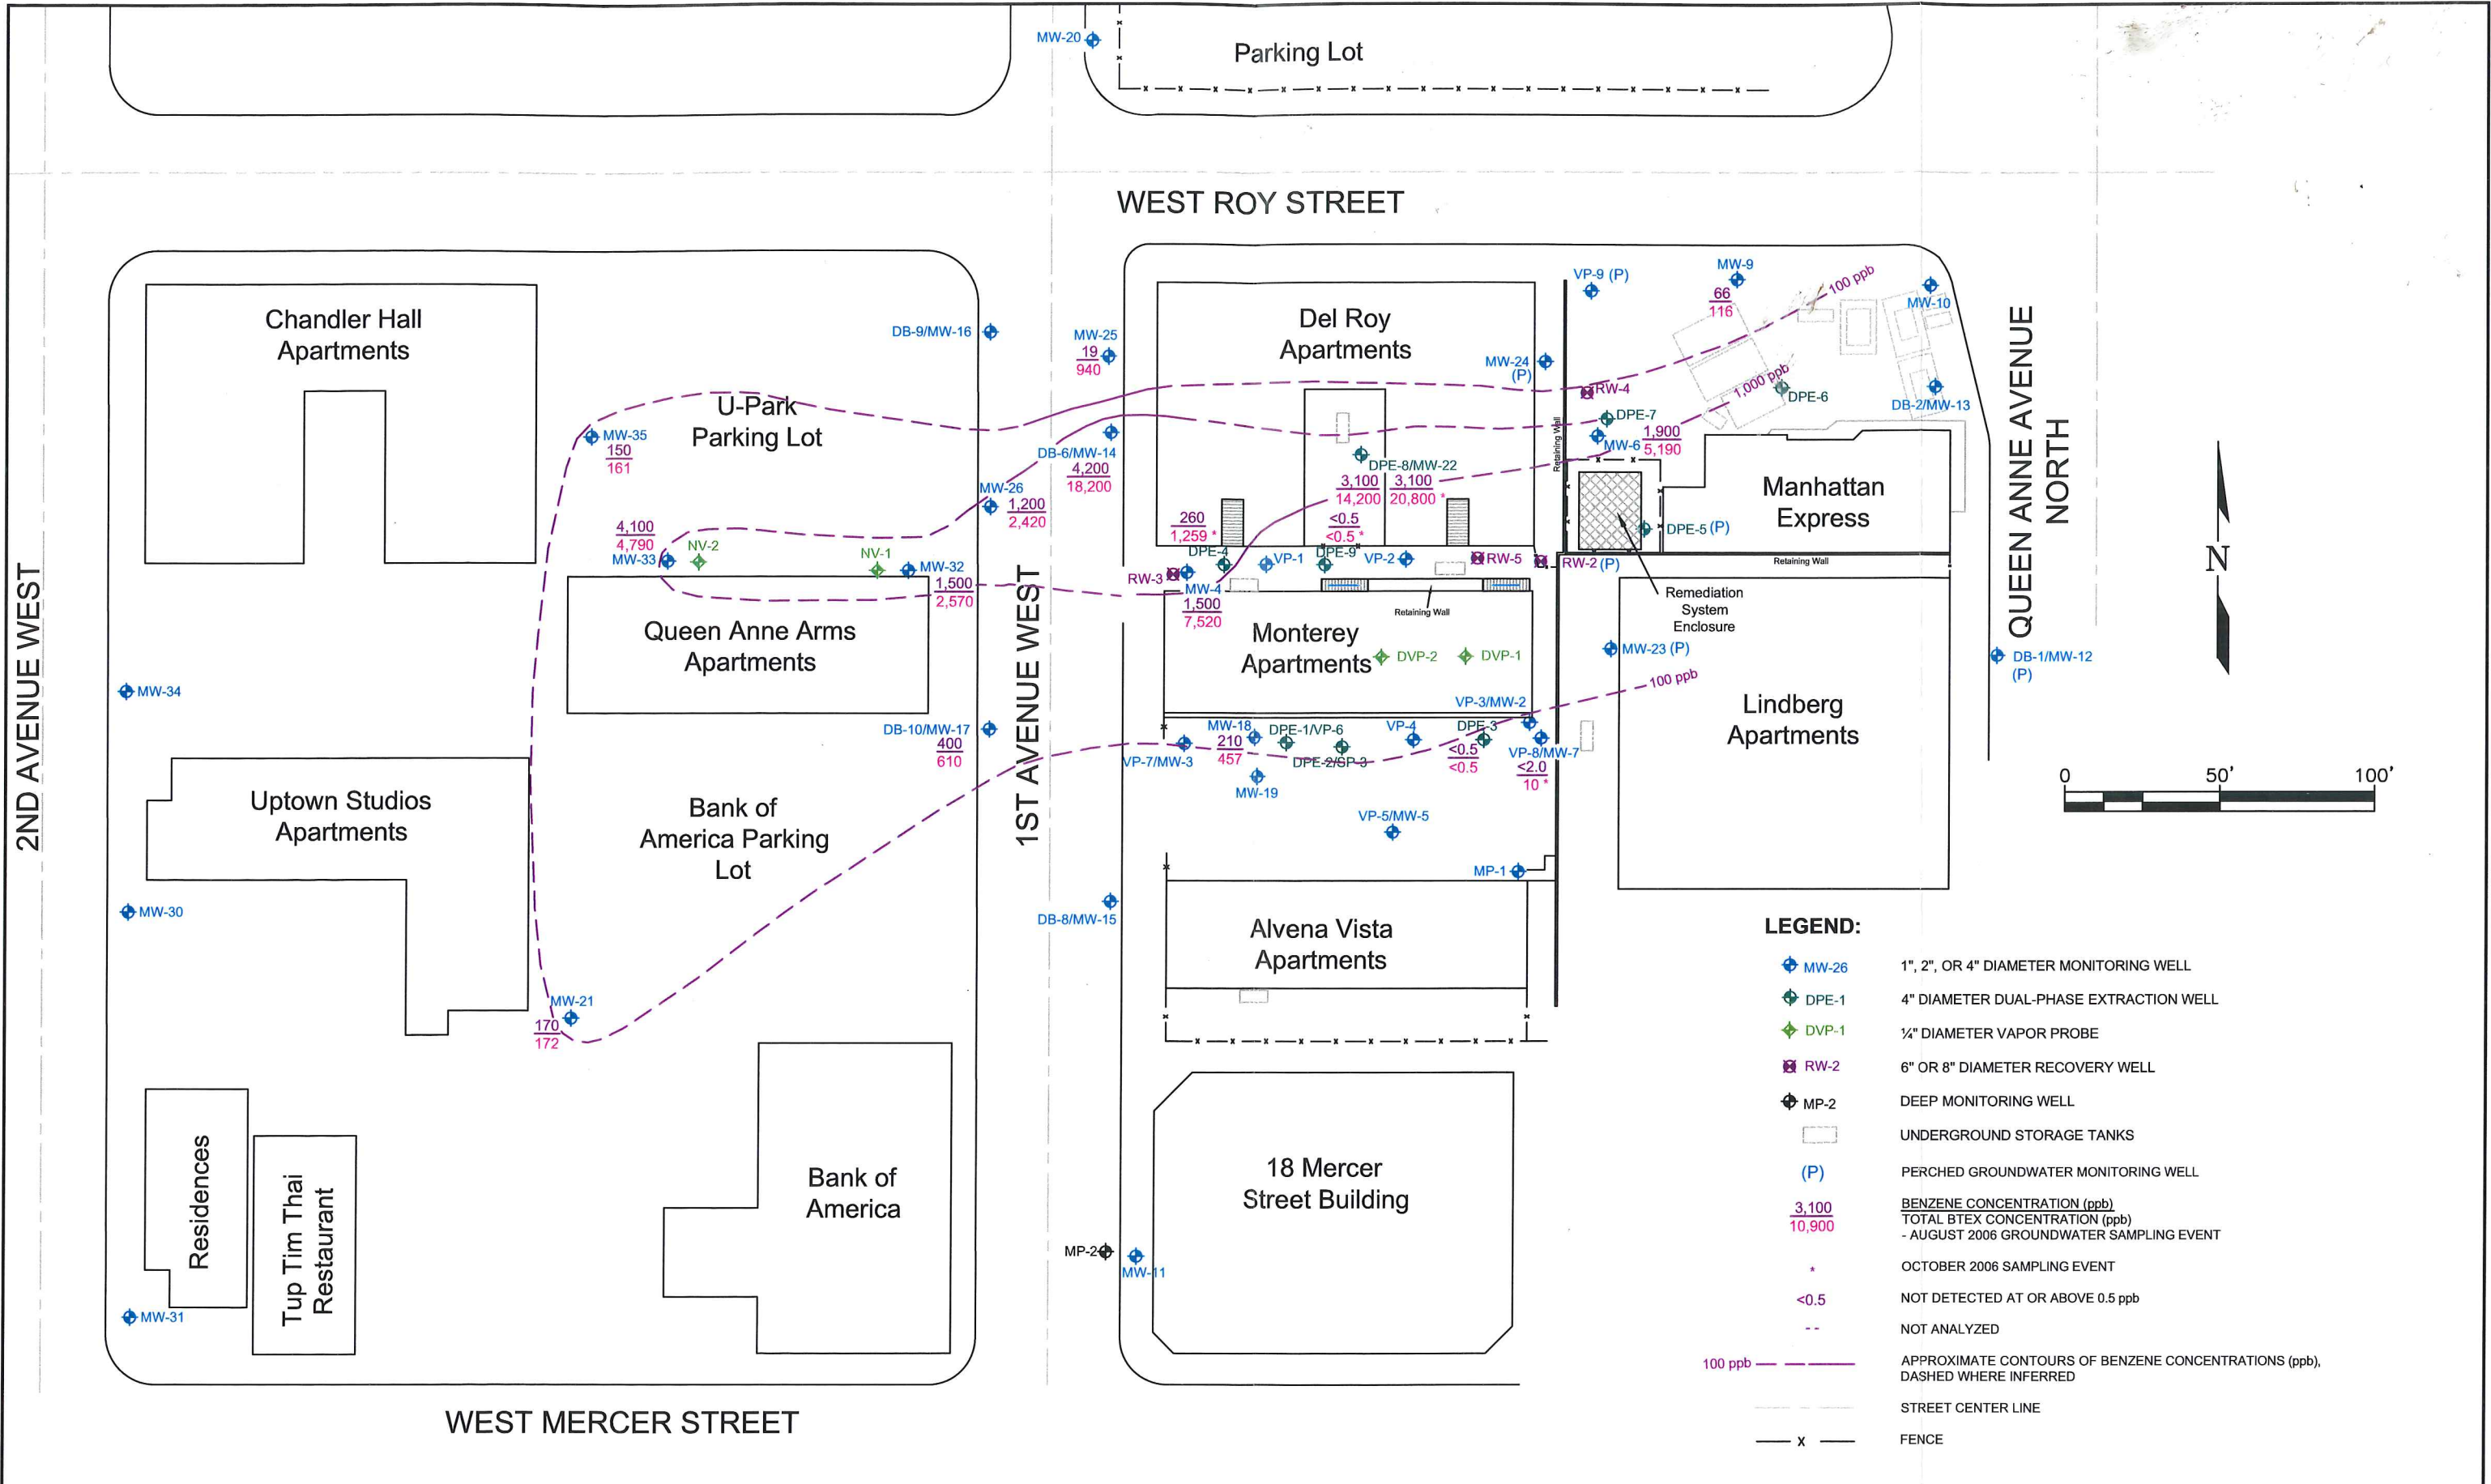 MW-20
Parking Lot
WEST ROY STREET
Chandler Hall
Apartments
DB-9/MW-16
MW-25
19
940
Del Roy
Apartments
VP-9 (P)
MW-9
66
116
100 ppb
MW-10
MW-24
(P)
RW-4
1,000 ppb
DPE-6
DB-2/MW-13
U-Park
Parking Lot
MW-35
150
161
DB-6/MW-14
4,200
18,200
DPE-7
MW-6
1,900
5,190
Retaining Wall
DPE-8/MW-22
3,100
14,200
3,100
20,800 *
MW-26
1,200
2,420
Manhattan
Express
DPE-5 (P)
4,100
4,790
MW-33
NV-2
NV-1
MW-32
1,500
2,570
260
1,259 *
DPE-4
<0.5
<0.5 *
DPE-9
VP-1
VP-2
RW-5
RW-2 (P)
Retaining Wall
RW-3
MW-4
1,500
7,520
Retaining Wall
Remediation
System
Enclosure
Queen Anne Arms
Apartments
Monterey
Apartments
DVP-2
DVP-1
MW-23 (P)
100 ppb
QUEEN ANNE AVENUE
NORTH
N
DB-1/MW-12
(P)
2ND AVENUE WEST
1ST AVENUE WEST
MW-34
DB-10/MW-17
400
610
VP-3/MW-2
MW-18
210
457
DPE-1/VP-6
VP-4
DPE-3
<0.5
<0.5
VP-7/MW-3
DPE-2/SP-3
VP-8/MW-7
<2.0
10 *
MW-19
Lindberg
Apartments
0 50' 100'
Uptown Studios
Apartments
Bank of
America Parking
Lot
VP-5/MW-5
MP-1
MW-30
DB-8/MW-15
Alvena Vista
Apartments
MW-21
170
172
Residences
Tup Tim Thai
Restaurant
Bank of
America
18 Mercer
Street Building
MP-2
MW-11
MW-31
WEST MERCER STREET
LEGEND:
MW-26 1", 2", OR 4" DIAMETER MONITORING WELL
DPE-1 4" DIAMETER DUAL-PHASE EXTRACTION WELL
DVP-1 ¼" DIAMETER VAPOR PROBE
RW-2 6" OR 8" DIAMETER RECOVERY WELL
MP-2 DEEP MONITORING WELL
UNDERGROUND STORAGE TANKS
(P) PERCHED GROUNDWATER MONITORING WELL
3,100 BENZENE CONCENTRATION (ppb)
10,900 TOTAL BTEX CONCENTRATION (ppb)
- AUGUST 2006 GROUNDWATER SAMPLING EVENT
* OCTOBER 2006 SAMPLING EVENT
<0.5 NOT DETECTED AT OR ABOVE 0.5 ppb
-- NOT ANALYZED
100 ppb APPROXIMATE CONTOURS OF BENZENE CONCENTRATIONS (ppb),
DASHED WHERE INFERRED
STREET CENTER LINE
x FENCE